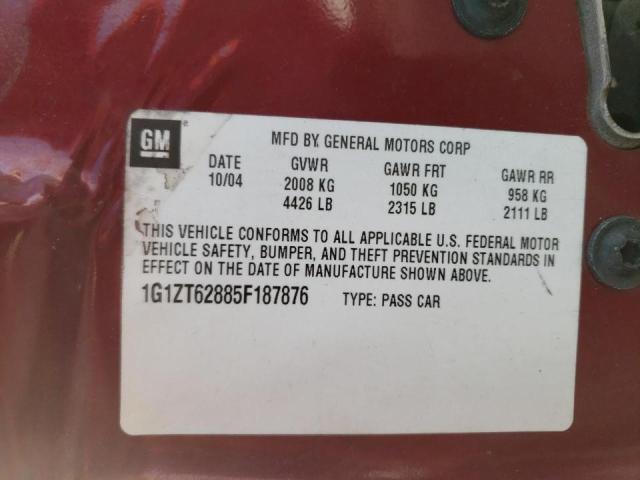 GM
MFD BY GENERAL MOTORS CORP
DATE GVWR GAWR FRT GAWR RR
10/04 2008 KG 1050 KG 958 KG
4426 LB 2315 LB 2111 LB
THIS VEHICLE CONFORMS TO ALL APPLICABLE U.S. FEDERAL MOTOR
VEHICLE SAFETY, BUMPER, AND THEFT PREVENTION STANDARDS IN
EFFECT ON THE DATE OF MANUFACTURE SHOWN ABOVE.
1G1ZT62885F187876 TYPE: PASS CAR